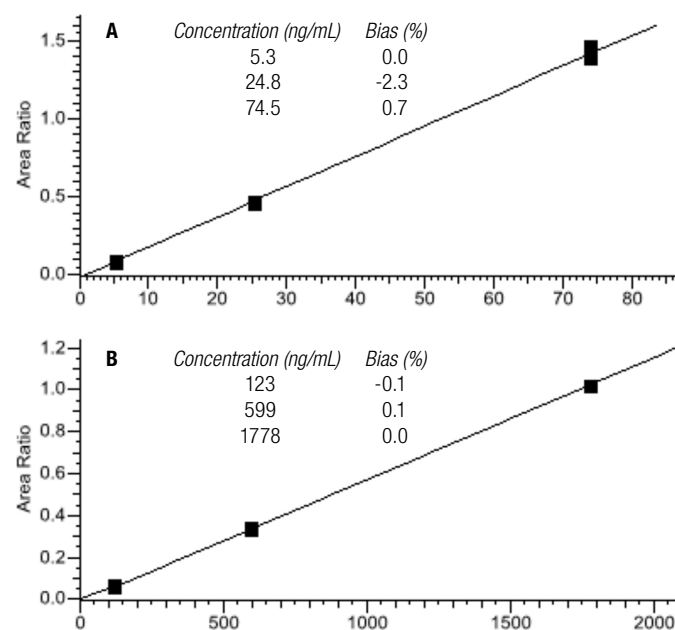 A Concentration (ng/mL) Bias (%)
5.3 0.0
24.8 -2.3
74.5 0.7
Area Ratio
1.5
1.0
0.5
0.0
0 10 20 30 40 50 60 70 80
B Concentration (ng/mL) Bias (%)
123 -0.1
599 0.1
1778 0.0
Area Ratio
1.2
1.0
0.8
0.6
0.4
0.2
0.0
0 500 1000 1500 2000